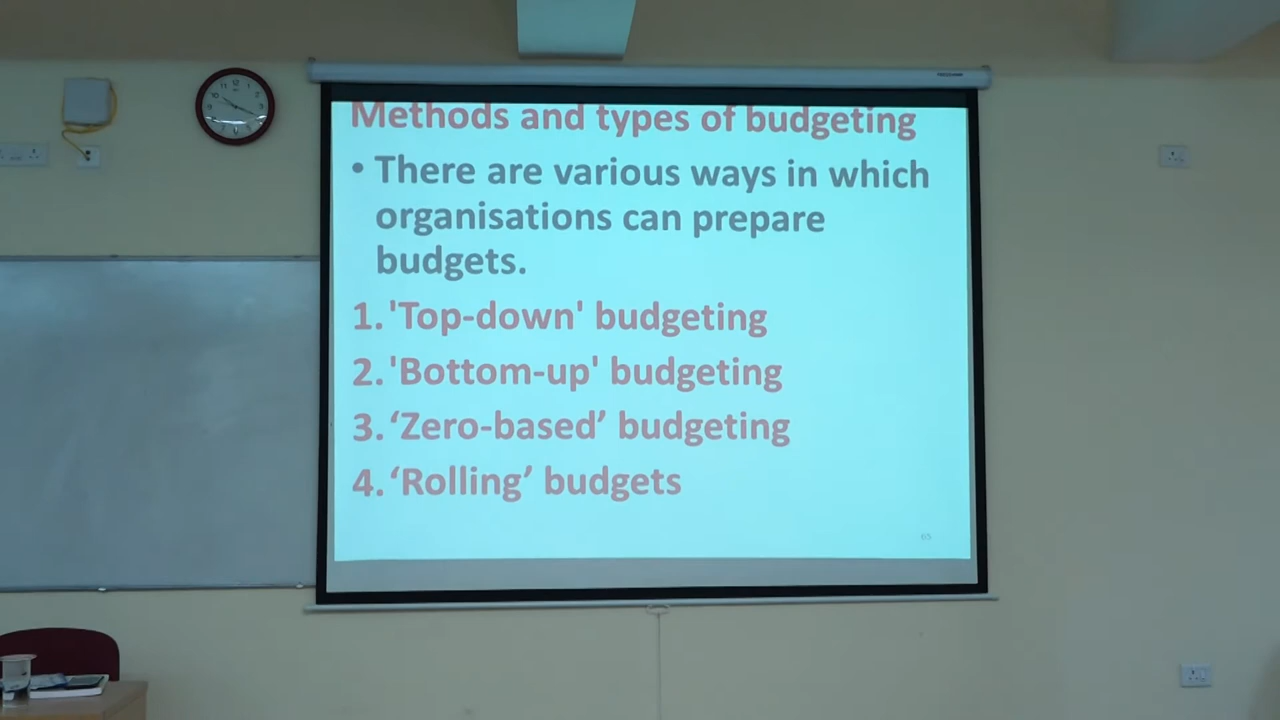 Methods and types of budgeting
• There are various ways in which
organisations can prepare
budgets.
1. 'Top-down' budgeting
2. 'Bottom-up' budgeting
3. ‘Zero-based’ budgeting
4. ‘Rolling’ budgets
65